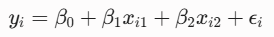 yᵢ = β₀ + β₁xᵢ₁ + β₂xᵢ₂ + ϵᵢ